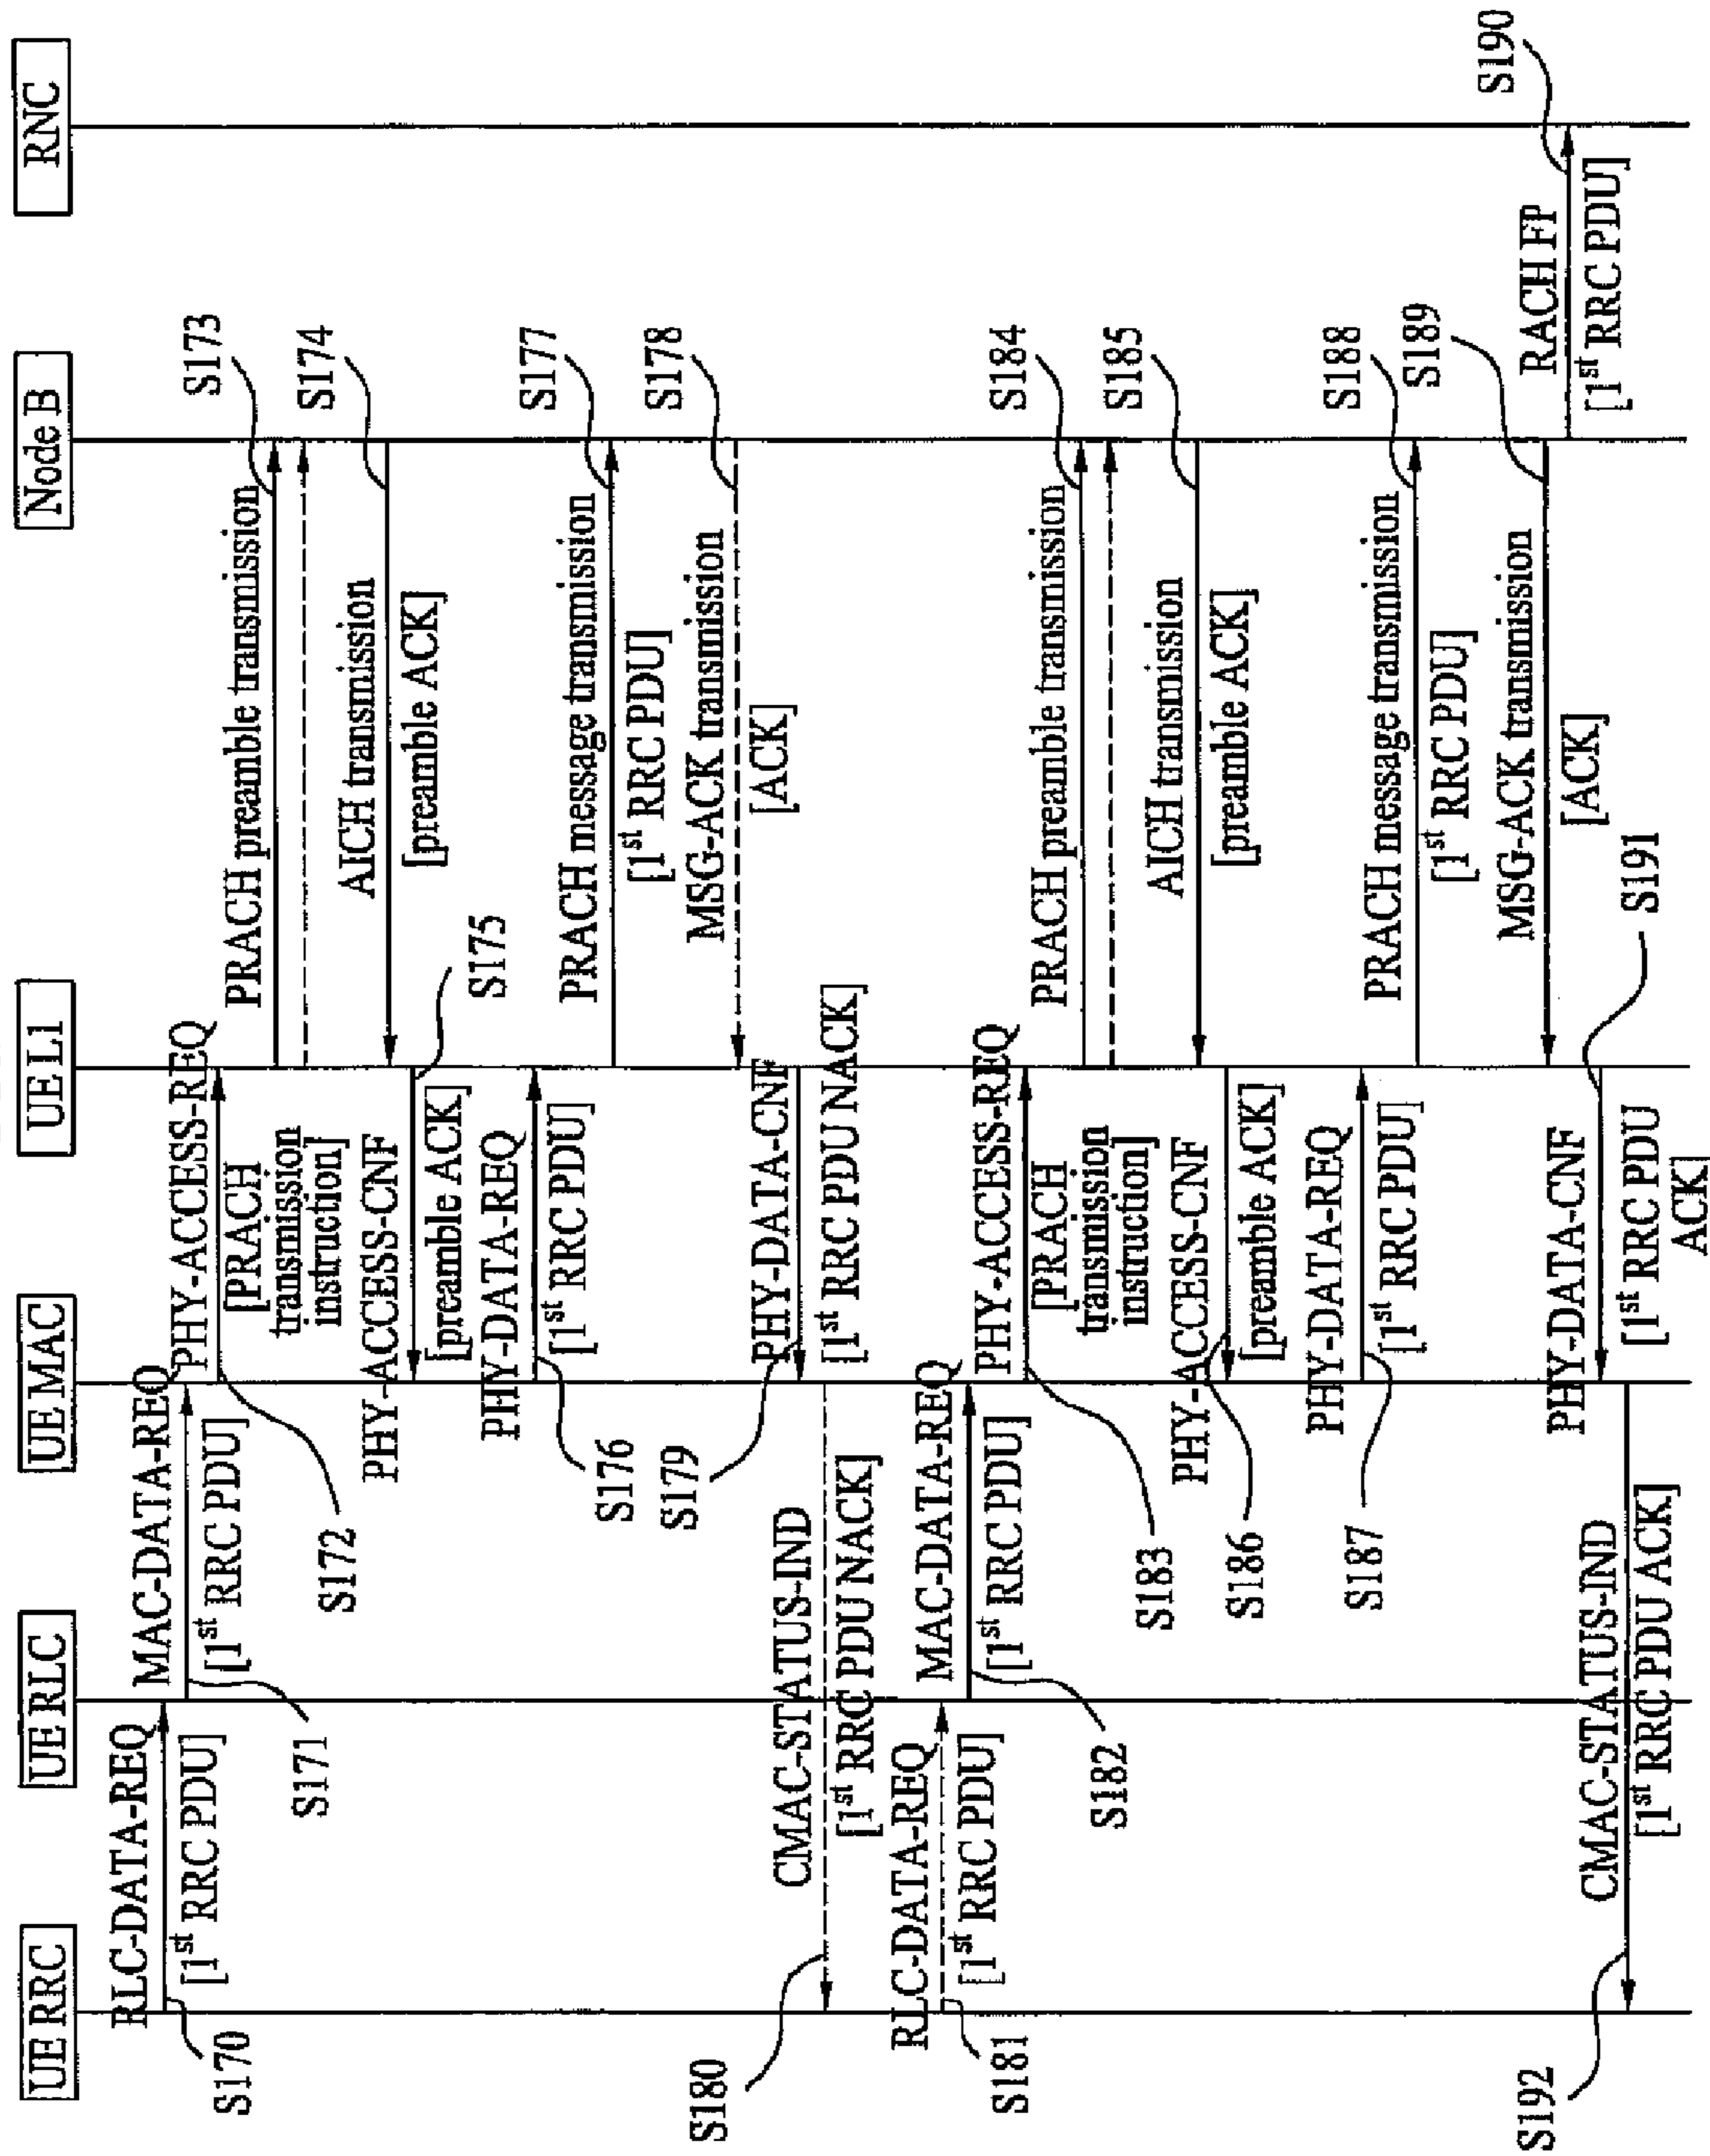 UE RRC
UE RLC
UE MAC
UE L1
Node B
RNC
RLC-DATA-REQ
[1st RRC PDU]
S170
MAC-DATA-REQ
[1st RRC PDU]
S171
PHY-ACCESS-REQ
[PRACH
transmission
instruction]
S172
PRACH preamble transmission
S173
AICH transmission
[preamble ACK]
S174
PHY-ACCESS-CNF
[preamble ACK]
S175
PHY-DATA-REQ
[1st RRC PDU]
S176
PRACH message transmission
[1st RRC PDU]
S177
MSG-ACK transmission
[ACK]
S178
PHY-DATA-CNF
[1st RRC PDU NACK]
S179
CMAC-STATUS-IND
[1st RRC PDU NACK]
S180
RLC-DATA-REQ
[1st RRC PDU]
S181
MAC-DATA-REQ
[1st RRC PDU]
S182
PHY-ACCESS-REQ
[PRACH
transmission
instruction]
S183
PRACH preamble transmission
S184
AICH transmission
[preamble ACK]
S185
PHY-ACCESS-CNF
[preamble ACK]
S186
PHY-DATA-REQ
[1st RRC PDU]
S187
PRACH message transmission
[1st RRC PDU]
S188
MSG-ACK transmission
[ACK]
S189
RACH FP
[1st RRC PDU]
S190
PHY-DATA-CNF
[1st RRC PDU
ACK]
S191
CMAC-STATUS-IND
[1st RRC PDU ACK]
S192